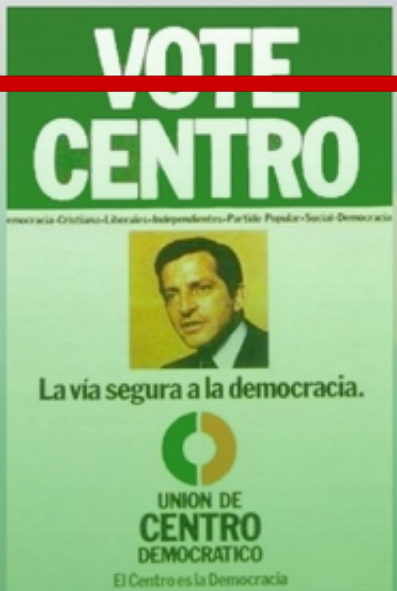 VOTE
CENTRO
emocracia-Cristiana-Liberales-Independientes-Partido Popular-Social-Democracia
La vía segura a la democracia.
UNION DE
CENTRO
DEMOCRATICO
El Centro es la Democracia